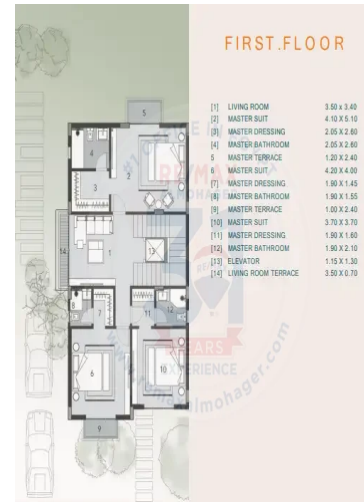 FIRST.FLOOR
[1] LIVING ROOM 3.50 x 3.40
[2] MASTER SUIT 4.10 X 5.10
[3] MASTER DRESSING 2.05 X 2.60
[4] MASTER BATHROOM 2.05 X 2.60
5 MASTER TERRACE 1.20 X 2.40
6 MASTER SUIT 4.20 X 4.00
[7] MASTER DRESSING 1.90 X 1.45
[8] MASTER BATHROOM 1.90 X 1.55
[9] MASTER TERRACE 1.00 X 2.40
[10] MASTER SUIT 3.70 X 3.70
[11] MASTER DRESSING 1.90 X 1.60
[12] MASTER BATHROOM 1.90 X 2.10
[13] ELEVATOR 1.15 X 1.30
[14] LIVING ROOM TERRACE 3.50 X 0.70
5
4
2
3
14
1
13
8
7
11
12
6
10
9
YEARS
EXPERIENCE